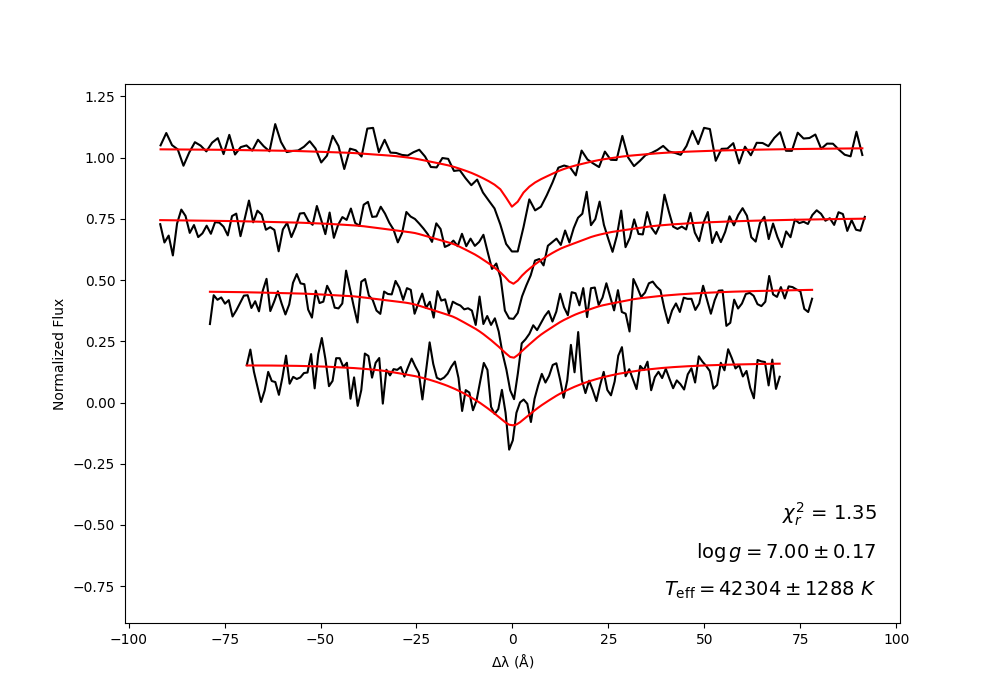 1.25
1.00
0.75
0.50
0.25
0.00
−0.25
−0.50
−0.75
Normalized Flux
χ²ᵣ = 1.35
log g = 7.00 ± 0.17
T_eff = 42304 ± 1288 K
−100 −75 −50 −25 0 25 50 75 100
Δλ (Å)